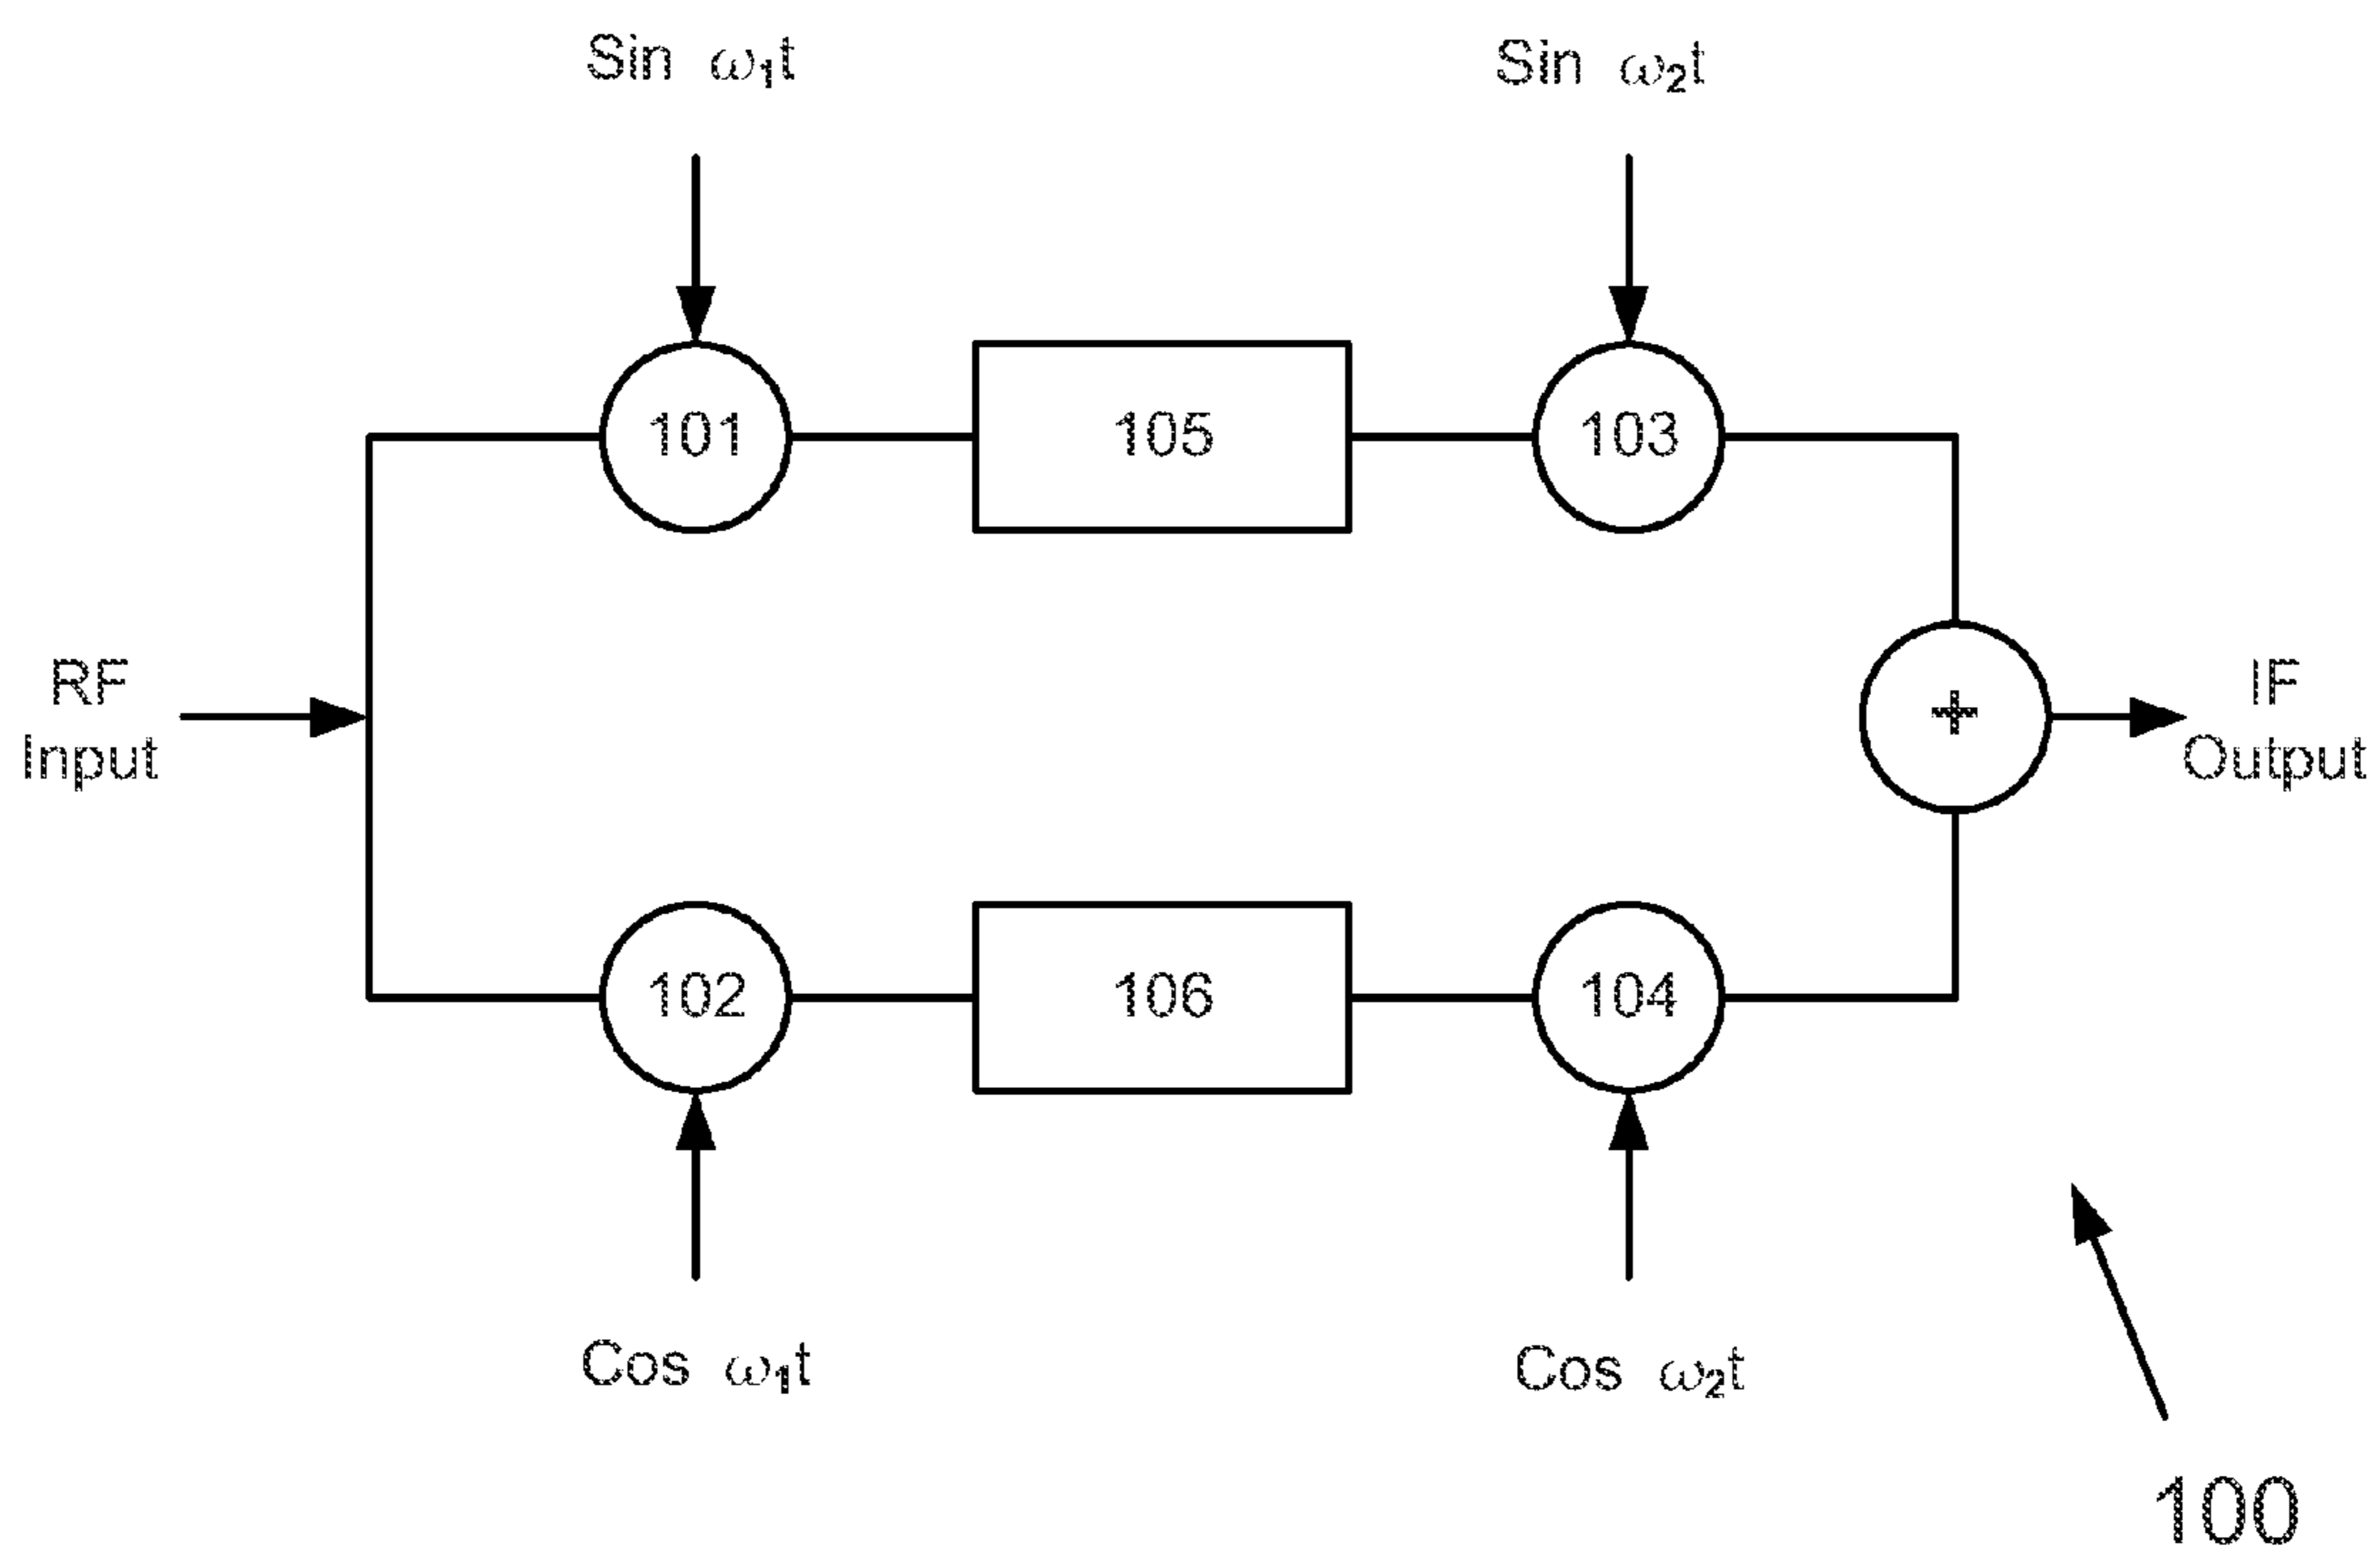 Sin ω₁t
Sin ω₂t
101
105
103
RF
Input
+
IF
Output
102
106
104
Cos ω₁t
Cos ω₂t
100